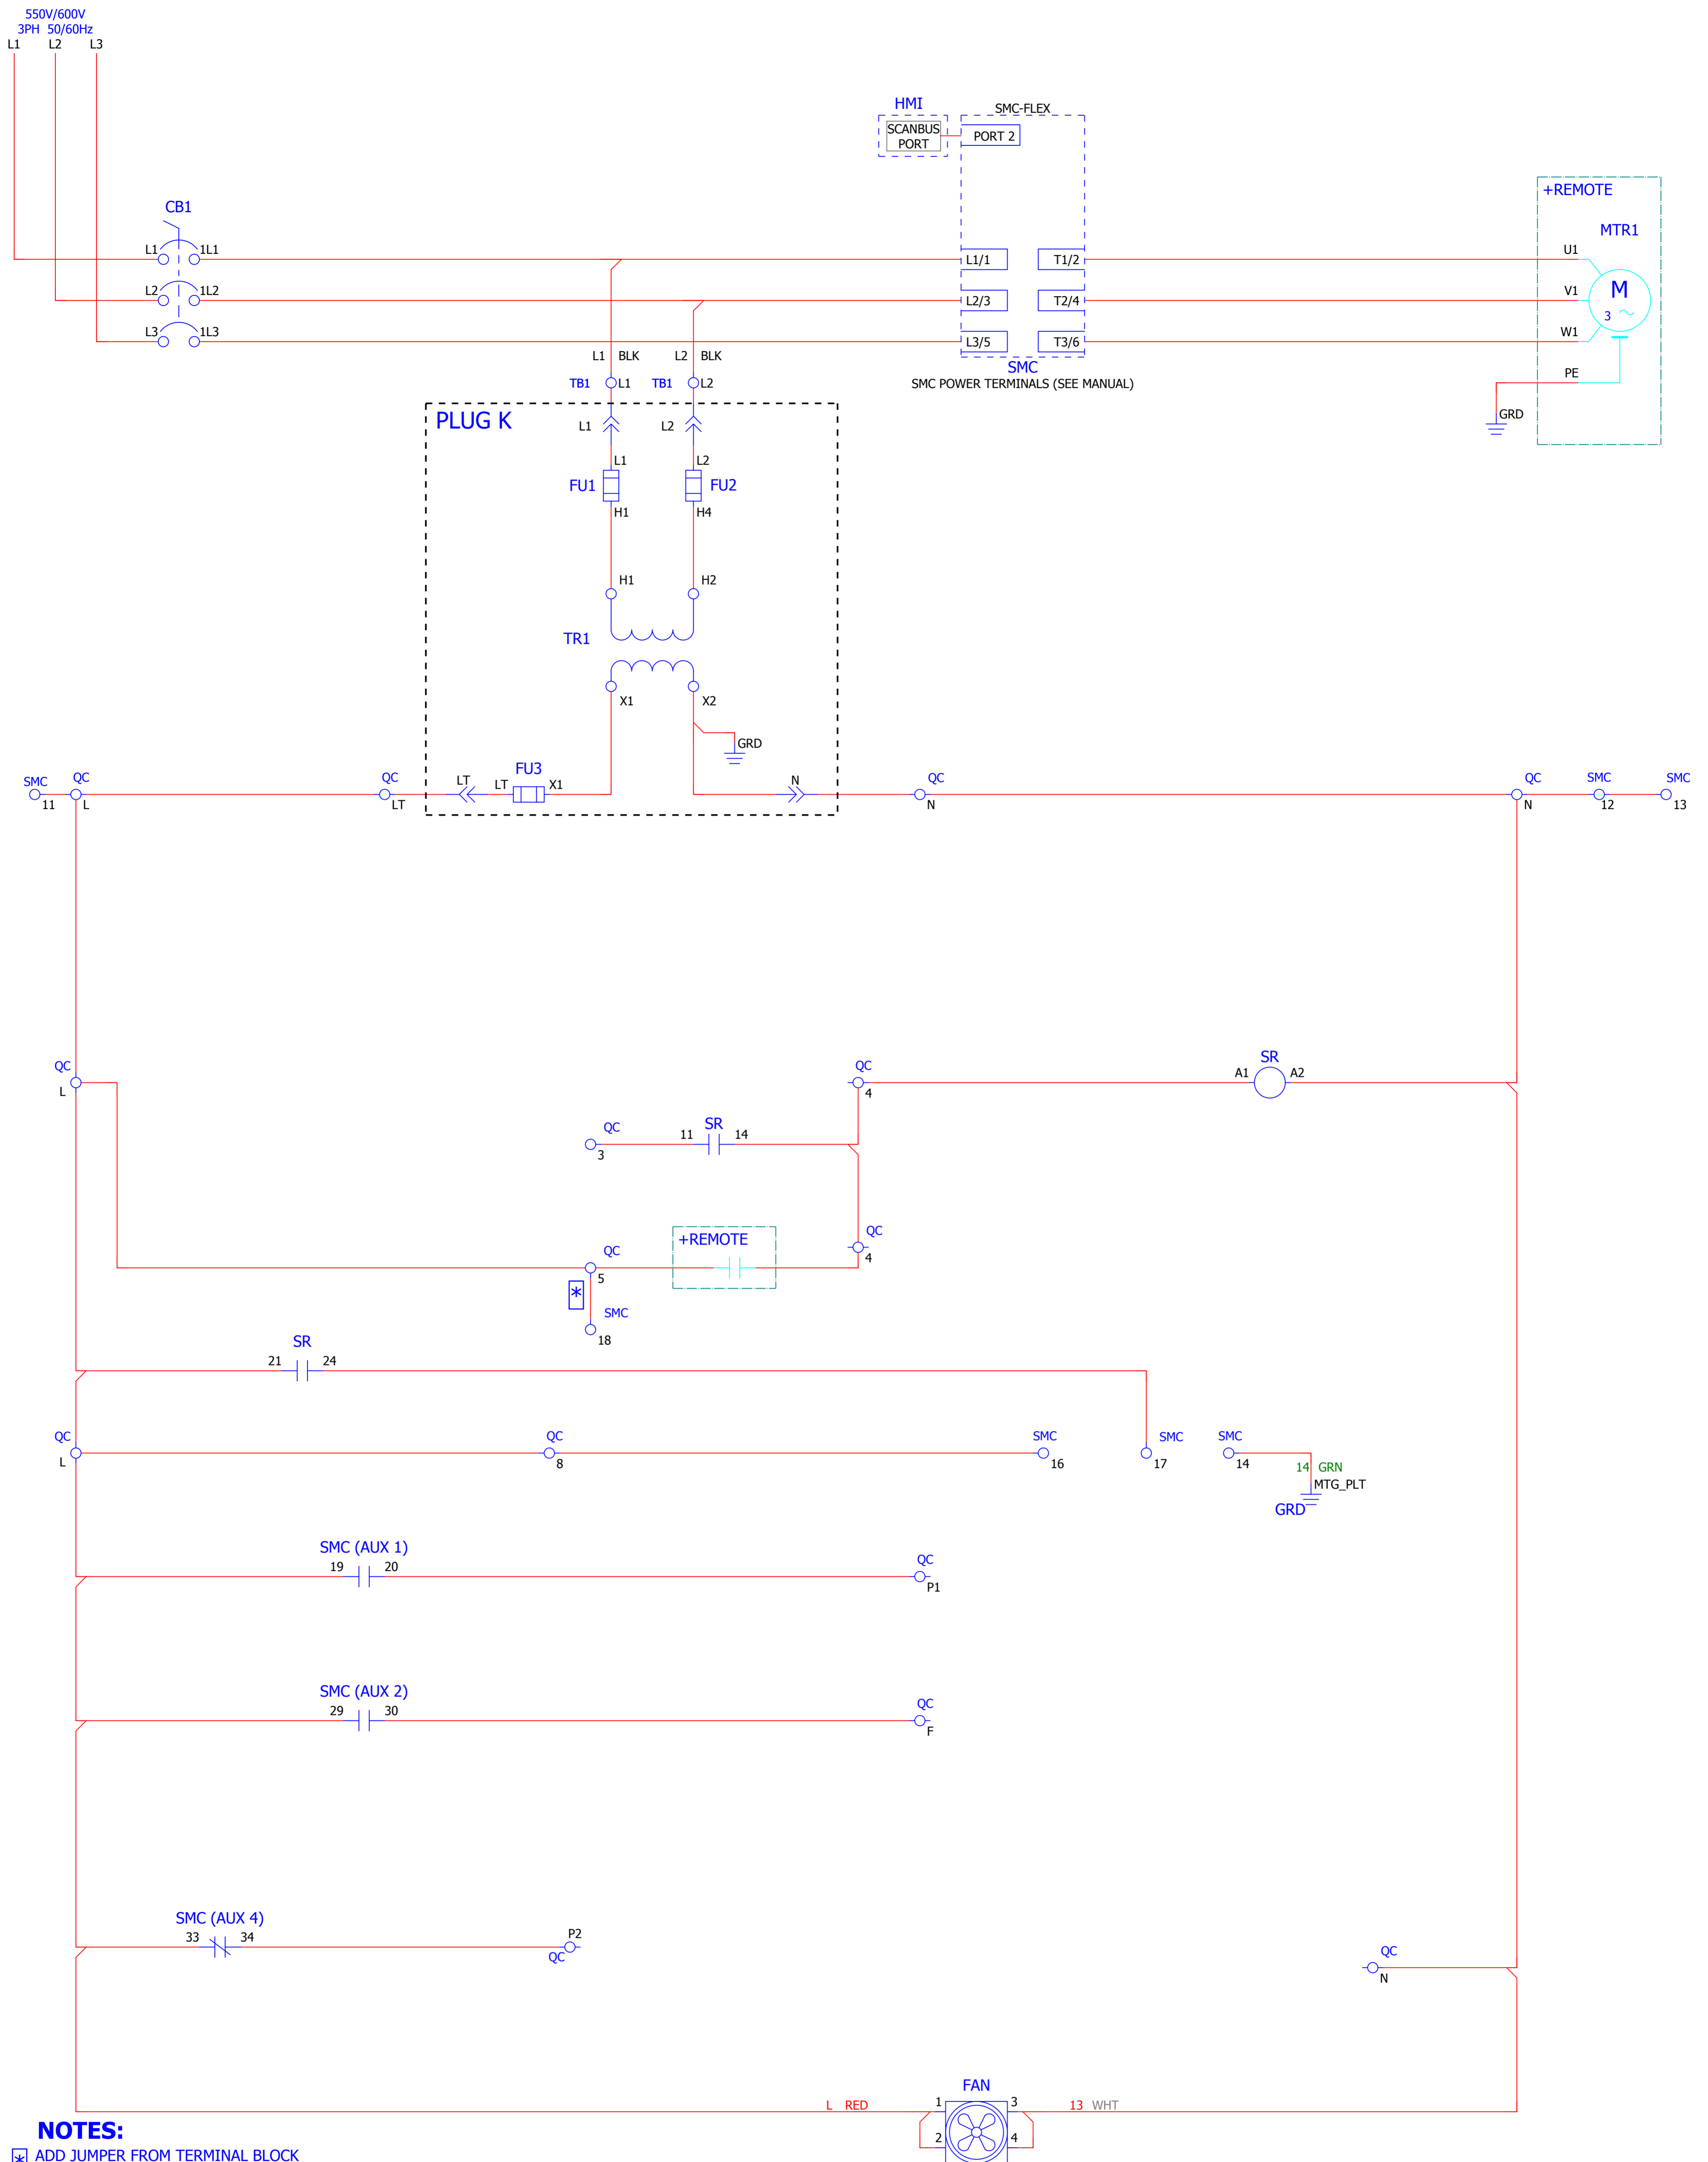 550V/600V
3PH 50/60Hz
L1 L2 L3
HMI
SMC-FLEX
SCANBUS
PORT
PORT 2
+REMOTE
CB1
MTR1
L1 1L1
L1/1 T1/2
U1
L2 1L2
L2/3 T2/4
V1
M
3
L3 1L3
L3/5 T3/6
W1
L1 BLK L2 BLK
SMC
PE
TB1 L1 TB1 L2
SMC POWER TERMINALS (SEE MANUAL)
GRD
PLUG K
L1 L2
L1 L2
FU1 FU2
H1 H4
H1 H2
TR1
X1 X2
GRD
FU3
SMC QC QC LT LT X1 N QC QC SMC SMC
11 L LT N N 12 13
QC QC SR
A1 A2
L 4
QC SR
11 14
3
QC +REMOTE QC
5 4
*
SMC
18
SR
21 24
QC QC SMC SMC SMC
L 8 16 17 14
14 GRN
MTG_PLT
GRD
SMC (AUX 1)
19 20 QC
P1
SMC (AUX 2)
29 30 QC
F
SMC (AUX 4)
33 34 P2
QC
QC
N
FAN
L RED 1 3 13 WHT
2 4
NOTES:
* ADD JUMPER FROM TERMINAL BLOCK